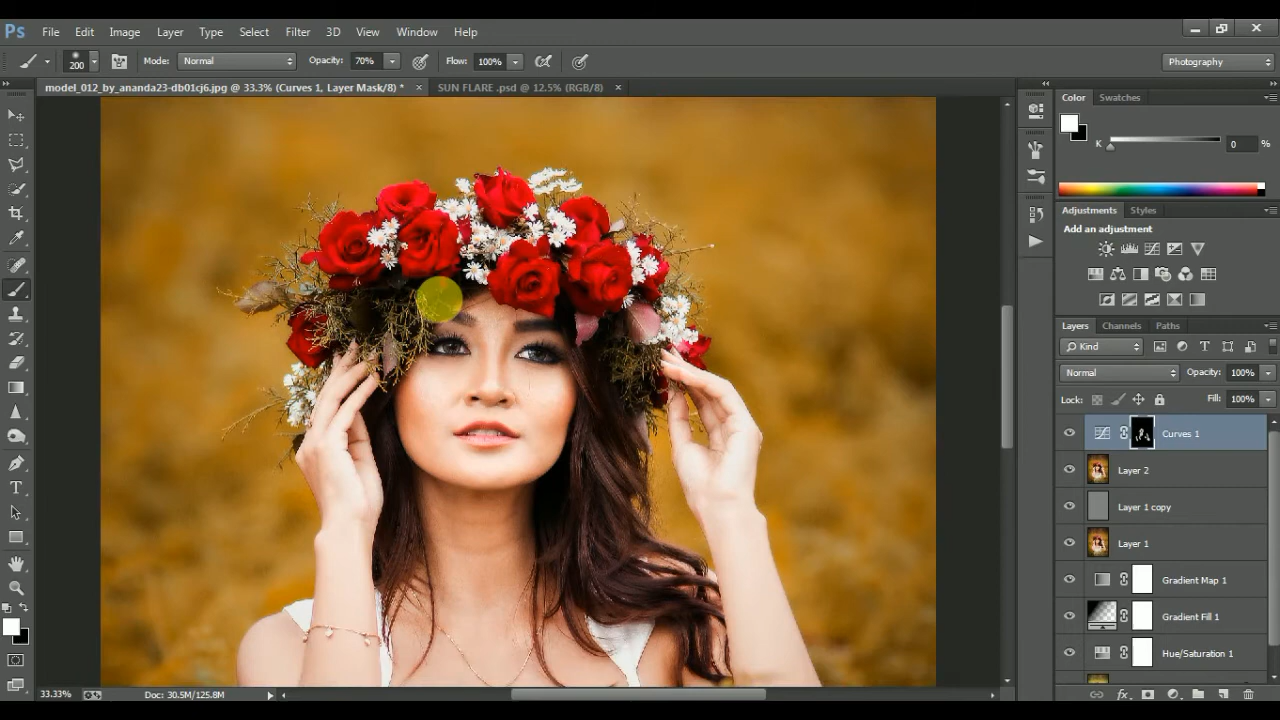 Ps File Edit Image Layer Type Select Filter 3D View Window Help
200 Mode: Normal Opacity: 70% Flow: 100% Photography
model_012_by_ananda23-db01cj6.jpg @ 33.3% (Curves 1, Layer Mask/8) * × SUN FLARE.psd @ 12.5% (RGB/8) ×
Color Swatches
K 0 %
Adjustments Styles
Add an adjustment
Layers Channels Paths
Kind
Normal Opacity: 100%
Lock: Fill: 100%
Curves 1
Layer 2
Layer 1 copy
Layer 1
Gradient Map 1
Gradient Fill 1
Hue/Saturation 1
33.33% Doc: 30.5M/125.8M